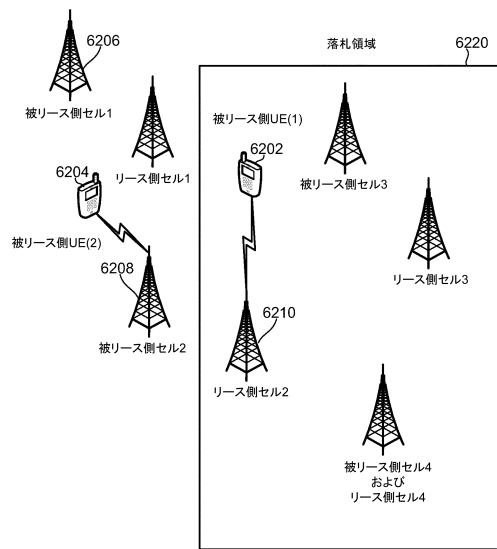 6206
被リース側セル1
リース側セル1
6204
被リース側UE(2)
6208
被リース側セル2
落札領域
6220
被リース側UE(1)
6202
被リース側セル3
リース側セル3
6210
リース側セル2
被リース側セル4
および
リース側セル4